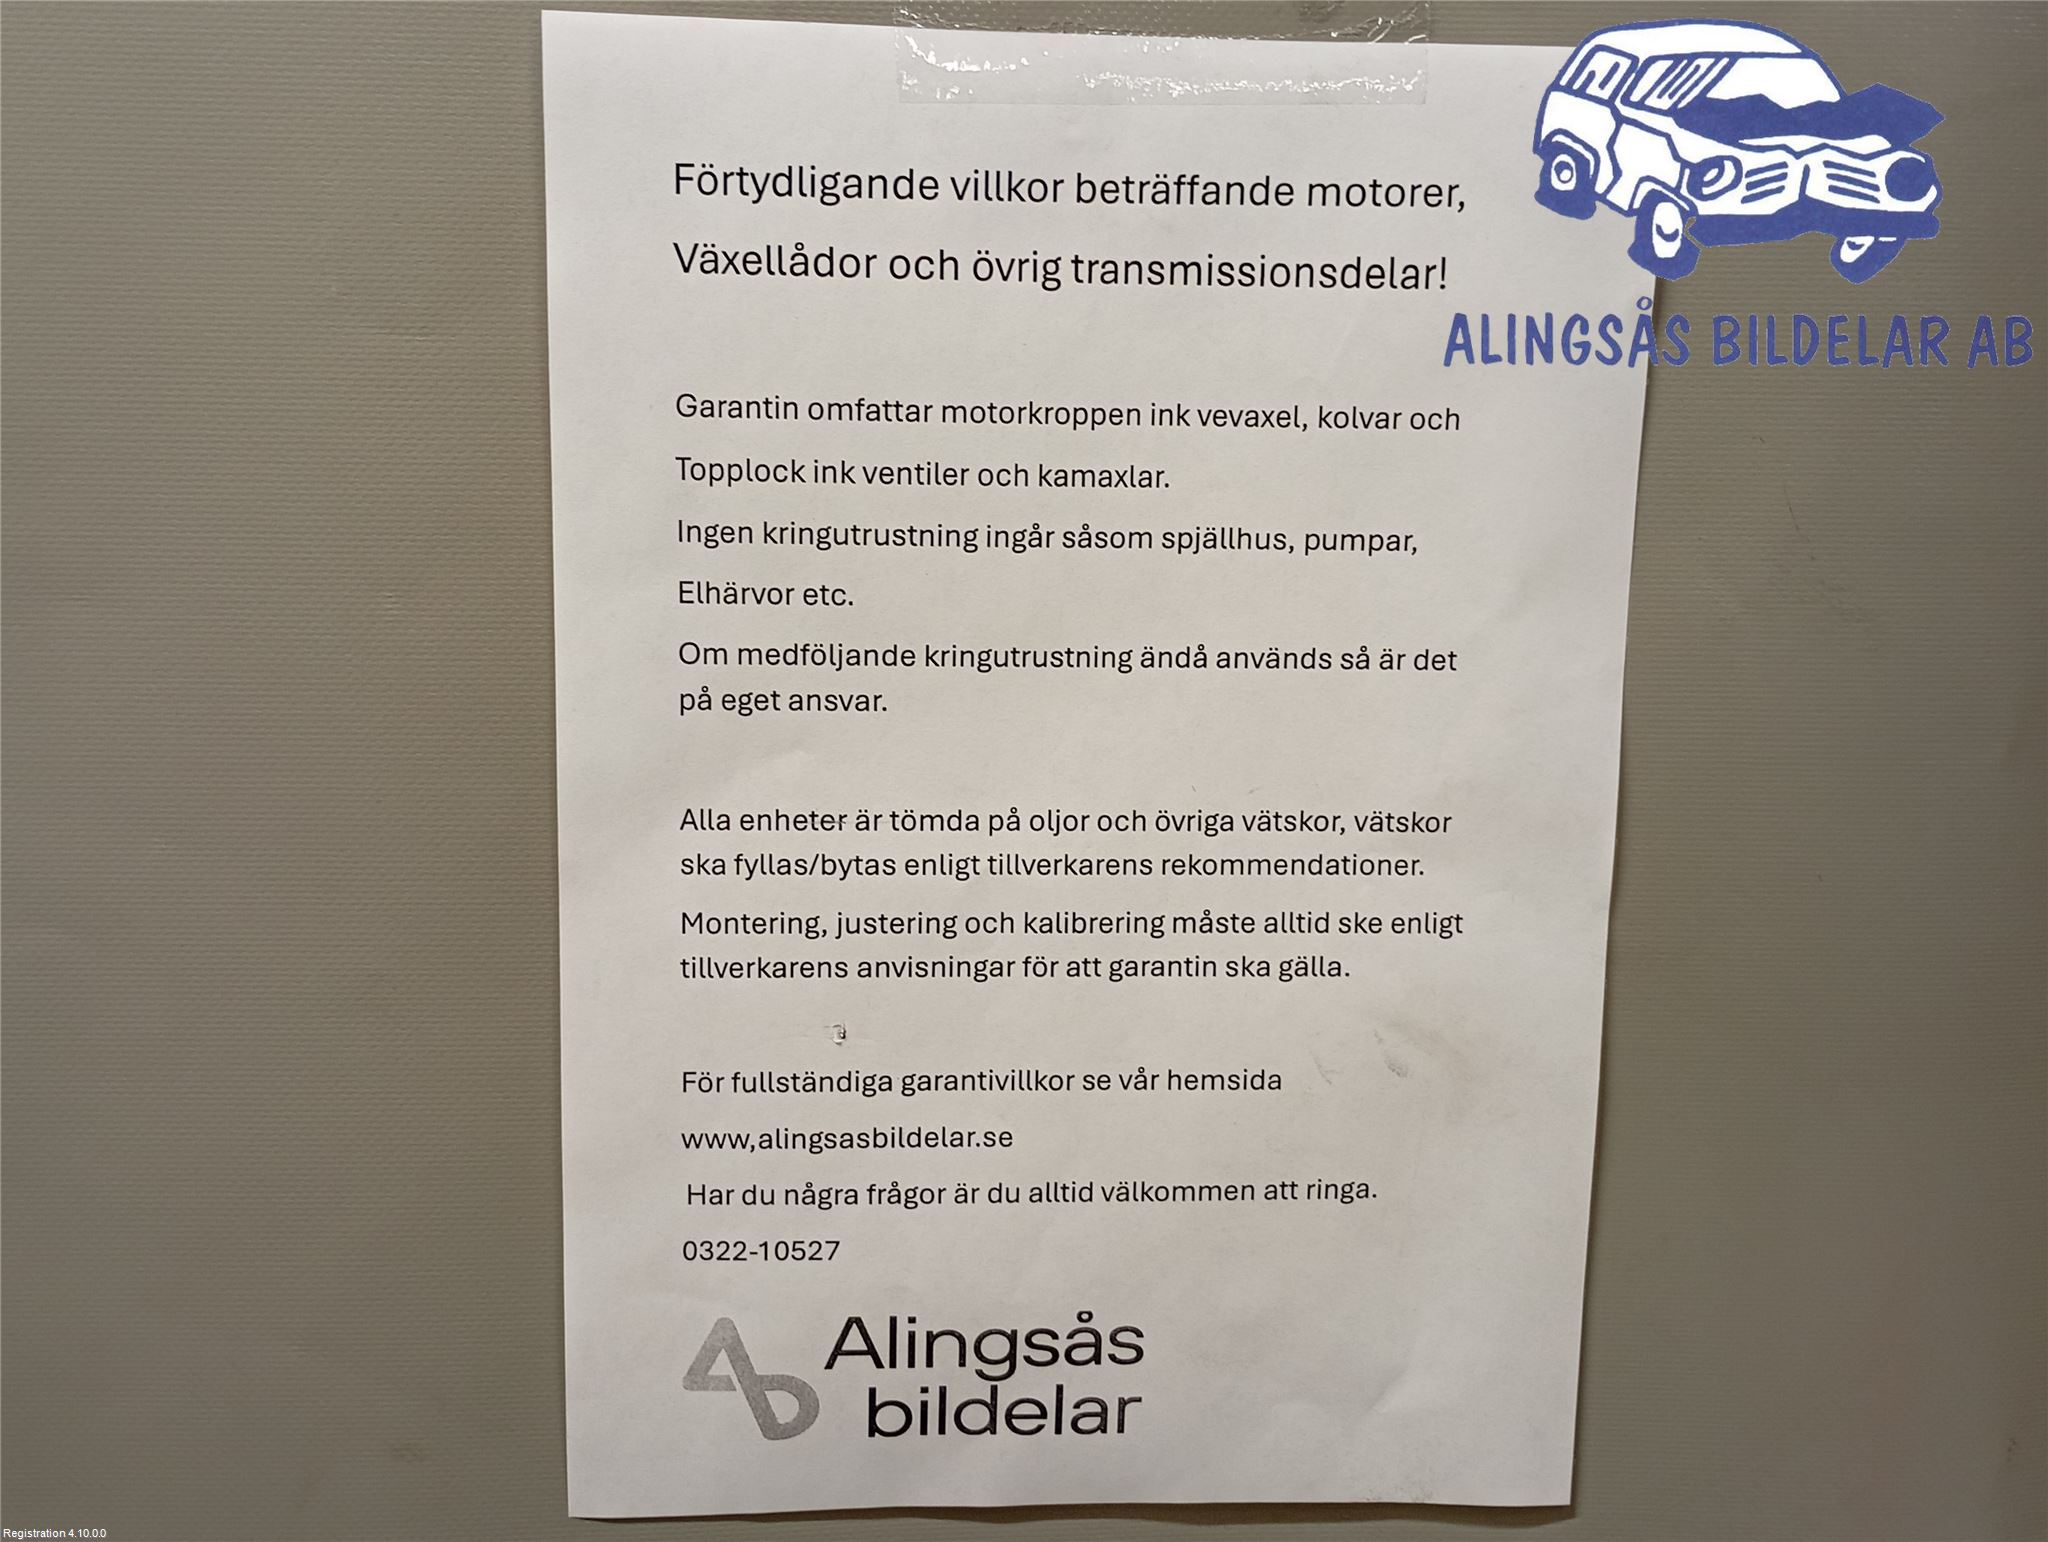 Förtydligande villkor beträffande motorer,
Växellådor och övrig transmissionsdelar!
ALINGSÅS BILDELAR AB
Garantin omfattar motorkroppen ink vevaxel, kolvar och
Topplock ink ventiler och kamaxlar.
Ingen kringutrustning ingår såsom spjällhus, pumpar,
Elhärvor etc.
Om medföljande kringutrustning ändå används så är det
på eget ansvar.
Alla enheter är tömda på oljor och övriga vätskor, vätskor
ska fyllas/bytas enligt tillverkarens rekommendationer.
Montering, justering och kalibrering måste alltid ske enligt
tillverkarens anvisningar för att garantin ska gälla.
För fullständiga garantivillkor se vår hemsida
www,alingsasbildelar.se
Har du några frågor är du alltid välkommen att ringa.
0322-10527
Alingsås
bildelar
Registration 4.10.0.0